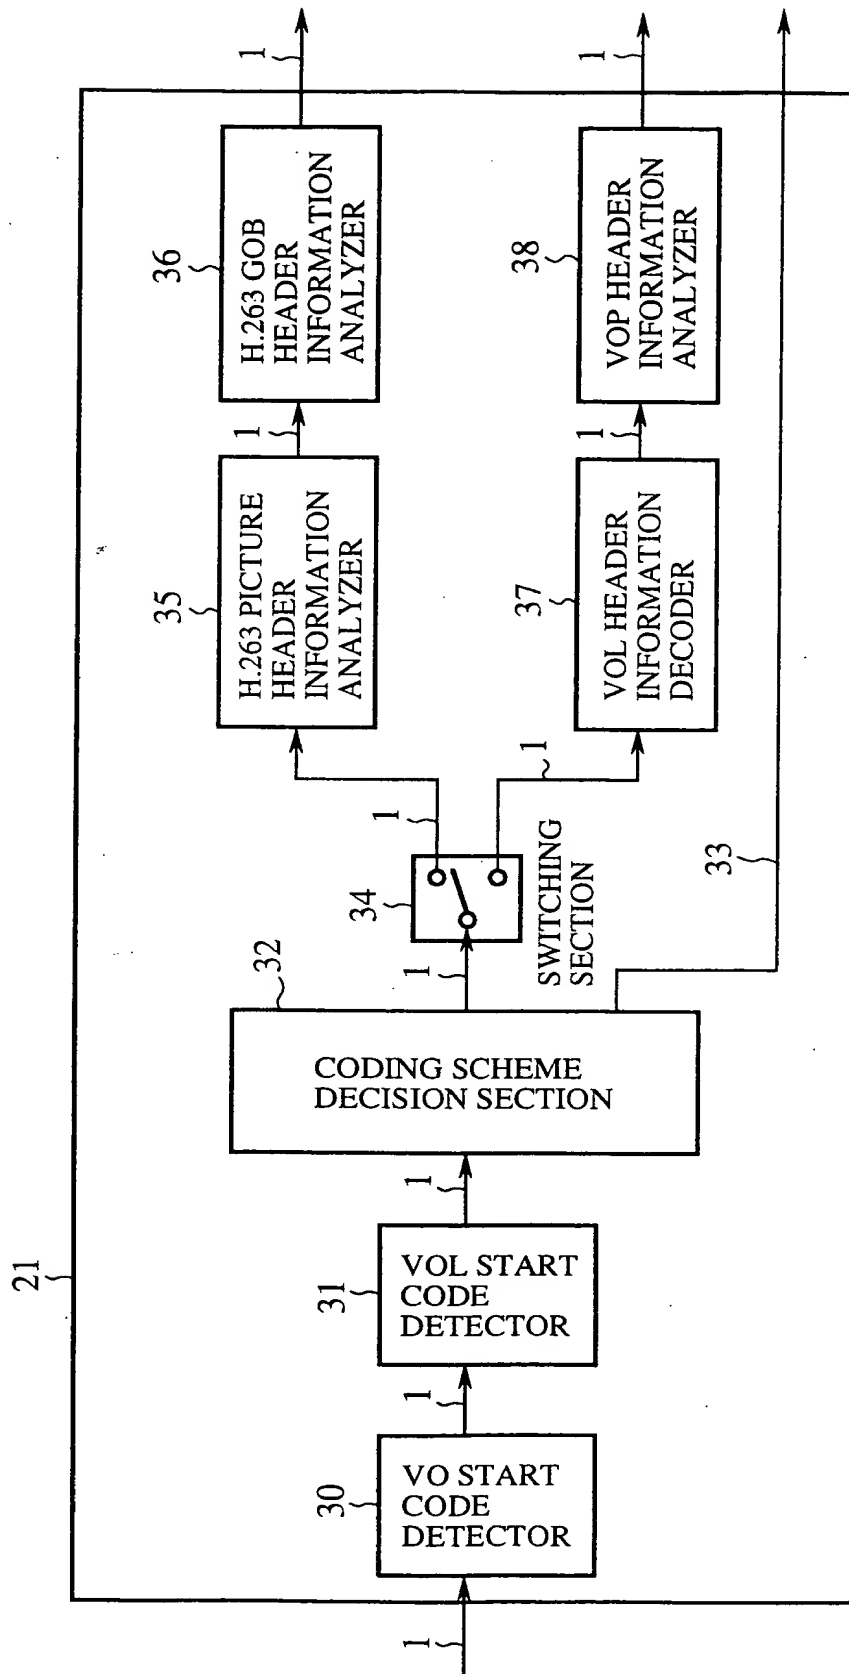 21
1
30
VO START
CODE
DETECTOR
1
31
VOL START
CODE
DETECTOR
1
32
CODING SCHEME
DECISION SECTION
1
34
SWITCHING
SECTION
33
1
35
H.263 PICTURE
HEADER
INFORMATION
ANALYZER
1
36
H.263 GOB
HEADER
INFORMATION
ANALYZER
1
1
37
VOL HEADER
INFORMATION
DECODER
1
38
VOP HEADER
INFORMATION
ANALYZER
1